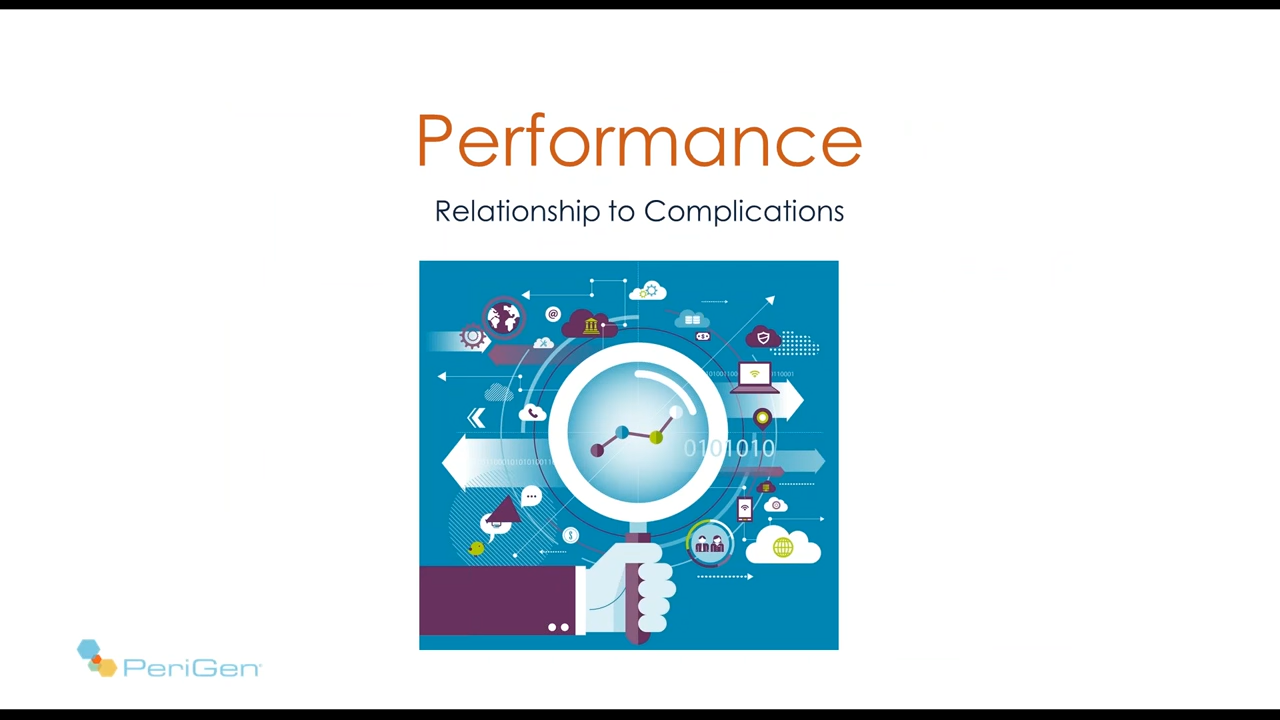 Performance
Relationship to Complications
@
$
0101010
$
PeriGen